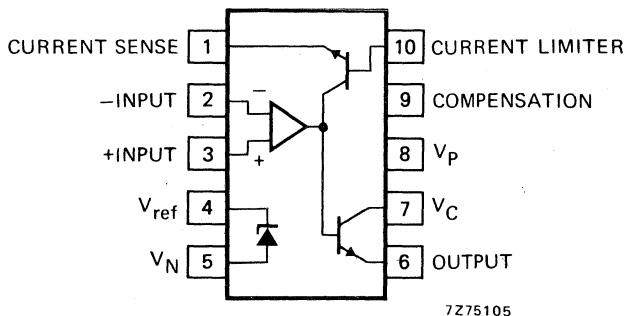 CURRENT SENSE 1
10 CURRENT LIMITER
−INPUT 2
−
9 COMPENSATION
+INPUT 3
+
8 VP
Vref 4
7 VC
VN 5
6 OUTPUT
7Z75105